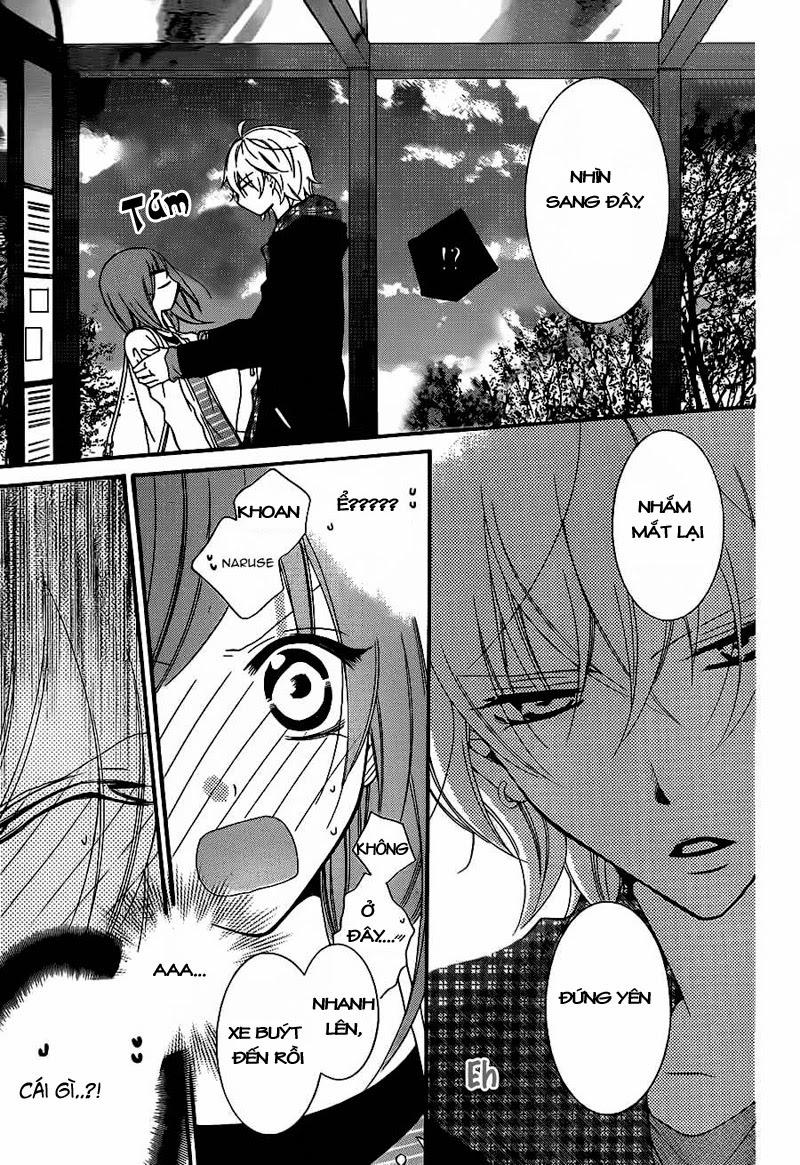 NHÌN
SANG ĐÂY.
!?
Túm
NHẮM
MẮT LẠI
ĐỨNG YÊN
Eh
Ể?????
KHOAN
NARUSE
KHÔNG
Ở
ĐÂY....!!
NHANH
LÊN,
XE BUÝT
ĐẾN RỒI
AAA...
CÁI GÌ..?!